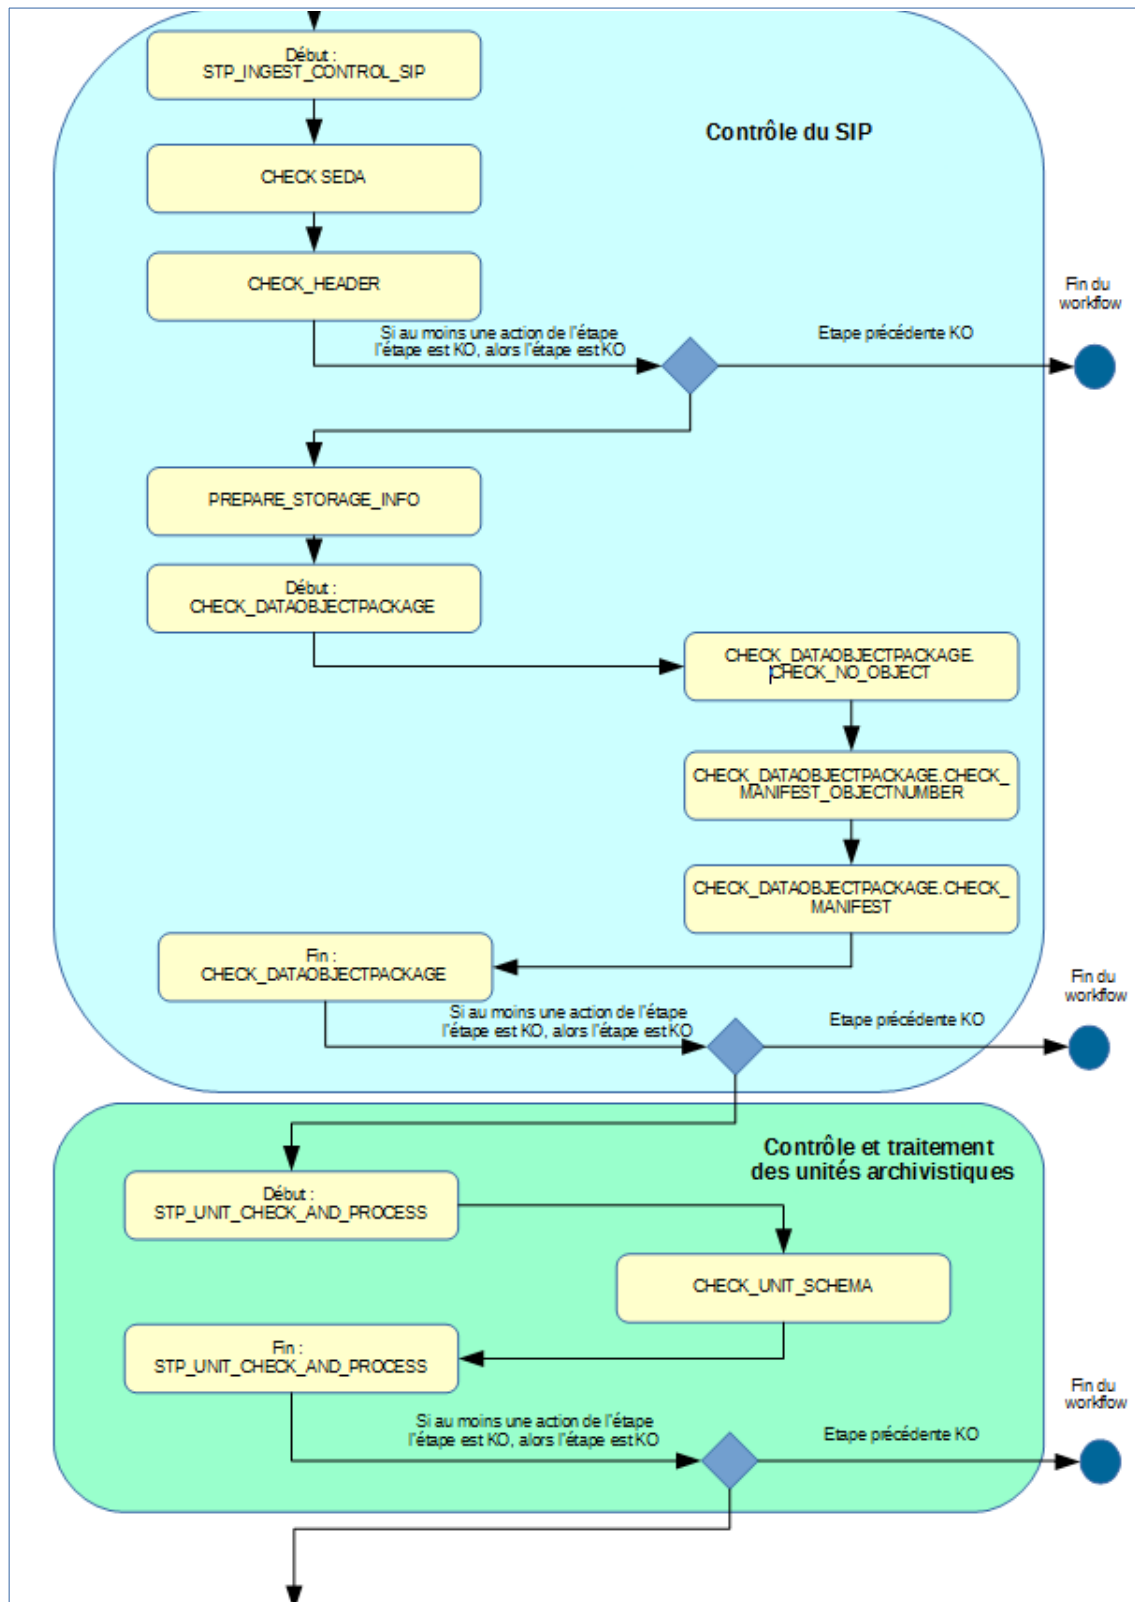 Début :
STP_INGEST_CONTROL_SIP
Contrôle du SIP
CHECK SEDA
CHECK_HEADER
Fin du
workflow
Si au moins une action de l'étape
l'étape est KO, alors l'étape est KO
Etape précédente KO
PREPARE_STORAGE_INFO
Début :
CHECK_DATAOBJECTPACKAGE
CHECK_DATAOBJECTPACKAGE.
CHECK_NO_OBJECT
CHECK_DATAOBJECTPACKAGE.CHECK_
MANIFEST_OBJECTNUMBER
CHECK_DATAOBJECTPACKAGE.CHECK_
MANIFEST
Fin :
CHECK_DATAOBJECTPACKAGE
Fin du
workflow
Si au moins une action de l'étape
l'étape est KO, alors l'étape est KO
Etape précédente KO
Contrôle et traitement
des unités archivistiques
Début :
STP_UNIT_CHECK_AND_PROCESS
CHECK_UNIT_SCHEMA
Fin :
STP_UNIT_CHECK_AND_PROCESS
Fin du
workflow
Si au moins une action de l'étape
l'étape est KO, alors l'étape est KO
Etape précédente KO